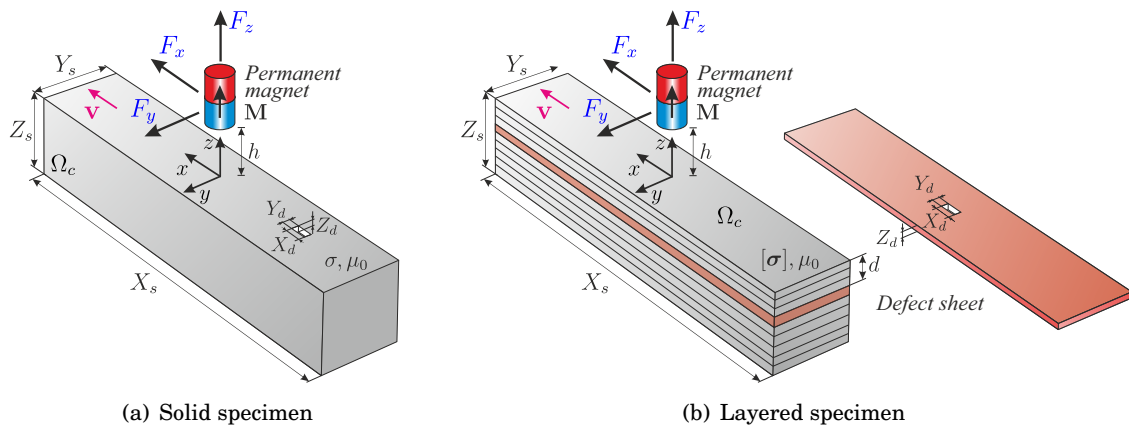 F_z
F_x
Permanent
magnet
Y_s
v
F_y
M
Z_s
z
h
Ω_c
x
y
Y_d
Z_d
X_d
σ, μ_0
X_s
(a) Solid specimen
F_z
F_x
Permanent
magnet
Y_s
v
F_y
M
Z_s
z
h
x
y
Ω_c
[σ], μ_0
d
X_s
Y_d
X_d
Z_d
Defect sheet
(b) Layered specimen